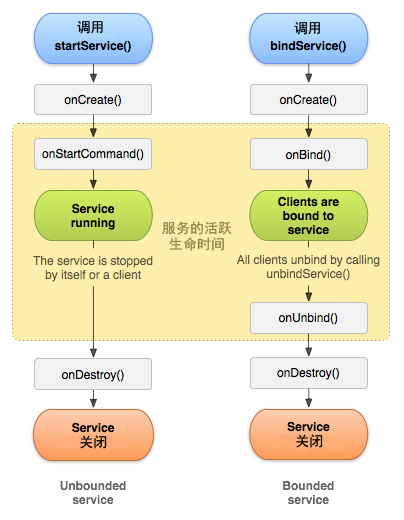 调用
startService()
onCreate()
onStartCommand()
Service
running
The service is stopped
by itself or a client
onDestroy()
Service
关闭
Unbounded
service
服务的活跃
生命时间
调用
bindService()
onCreate()
onBind()
Clients are
bound to
service
All clients unbind by calling
unbindService()
onUnbind()
onDestroy()
Service
关闭
Bounded
service